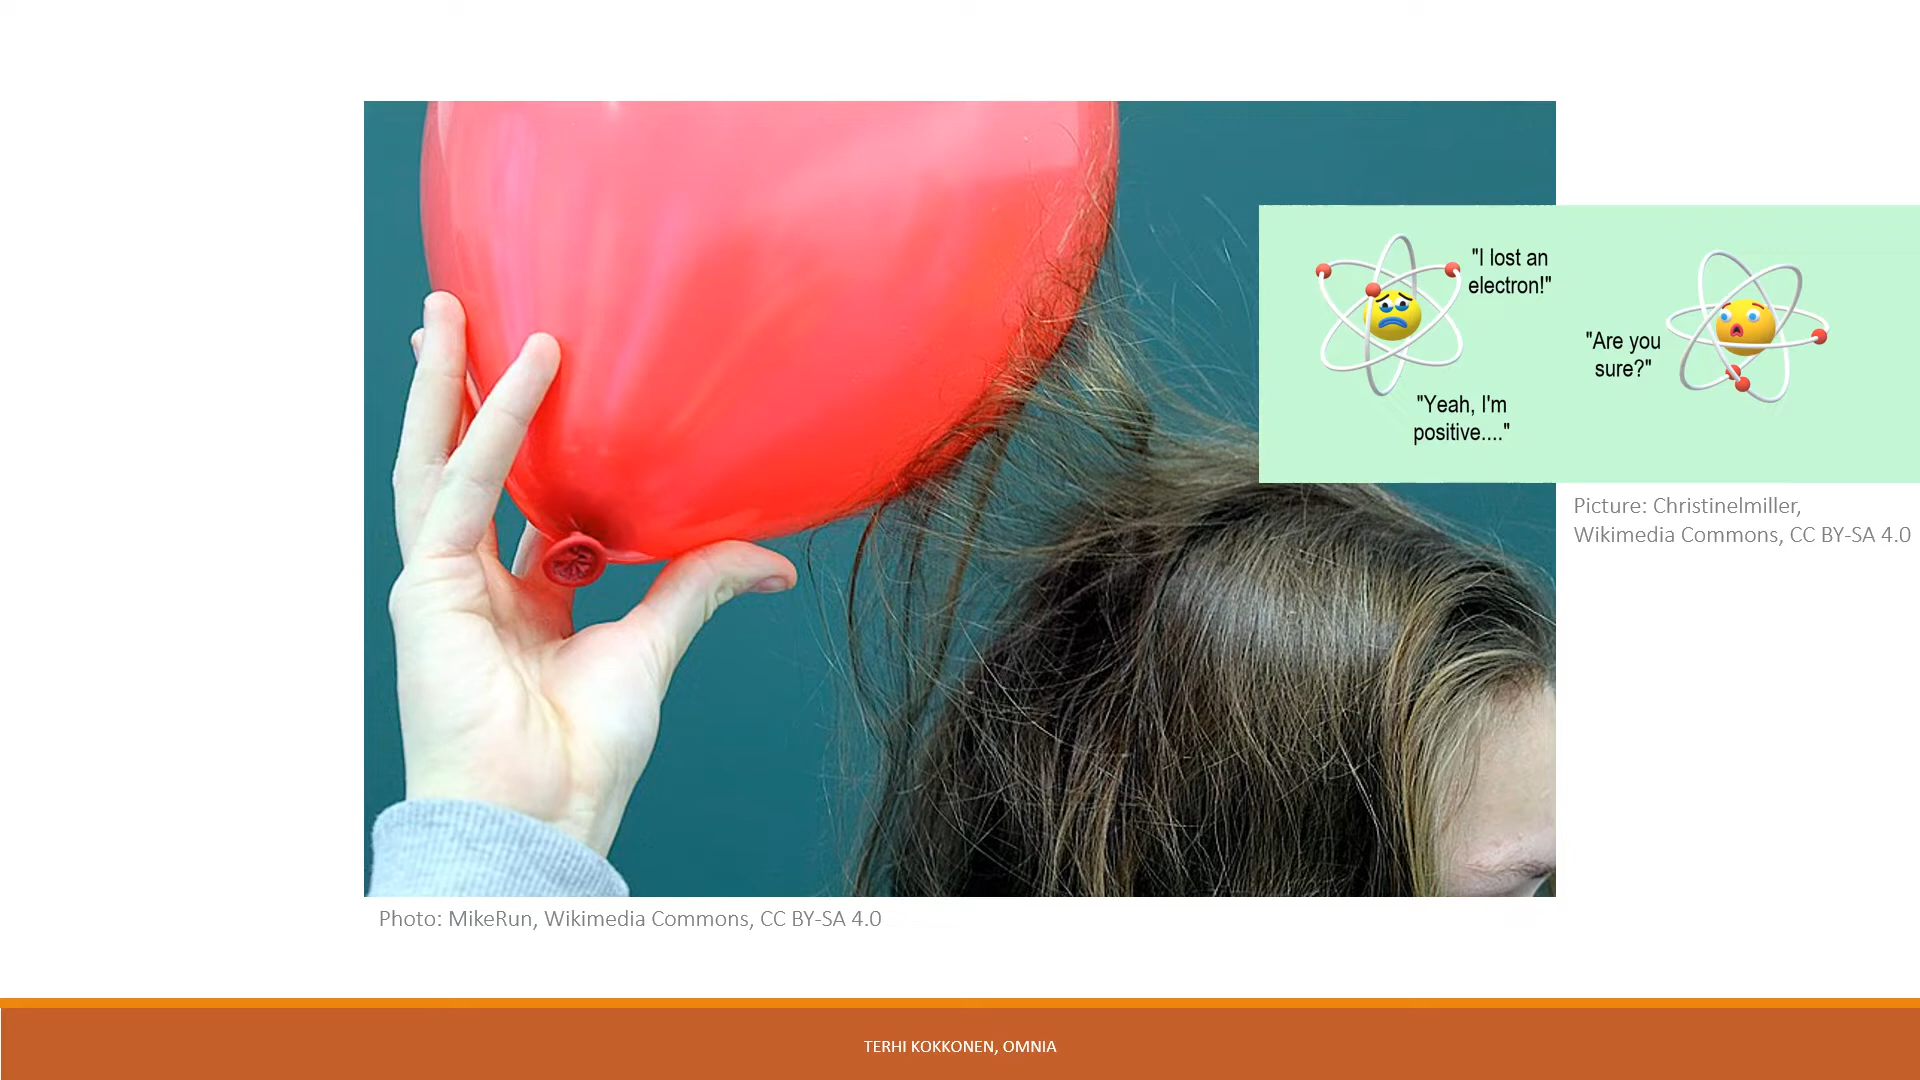 "I lost an
electron!"
"Are you
sure?"
"Yeah, I'm
positive...."
Picture: Christinelmiller,
Wikimedia Commons, CC BY-SA 4.0
Photo: MikeRun, Wikimedia Commons, CC BY-SA 4.0
TERHI KOKKONEN, OMNIA